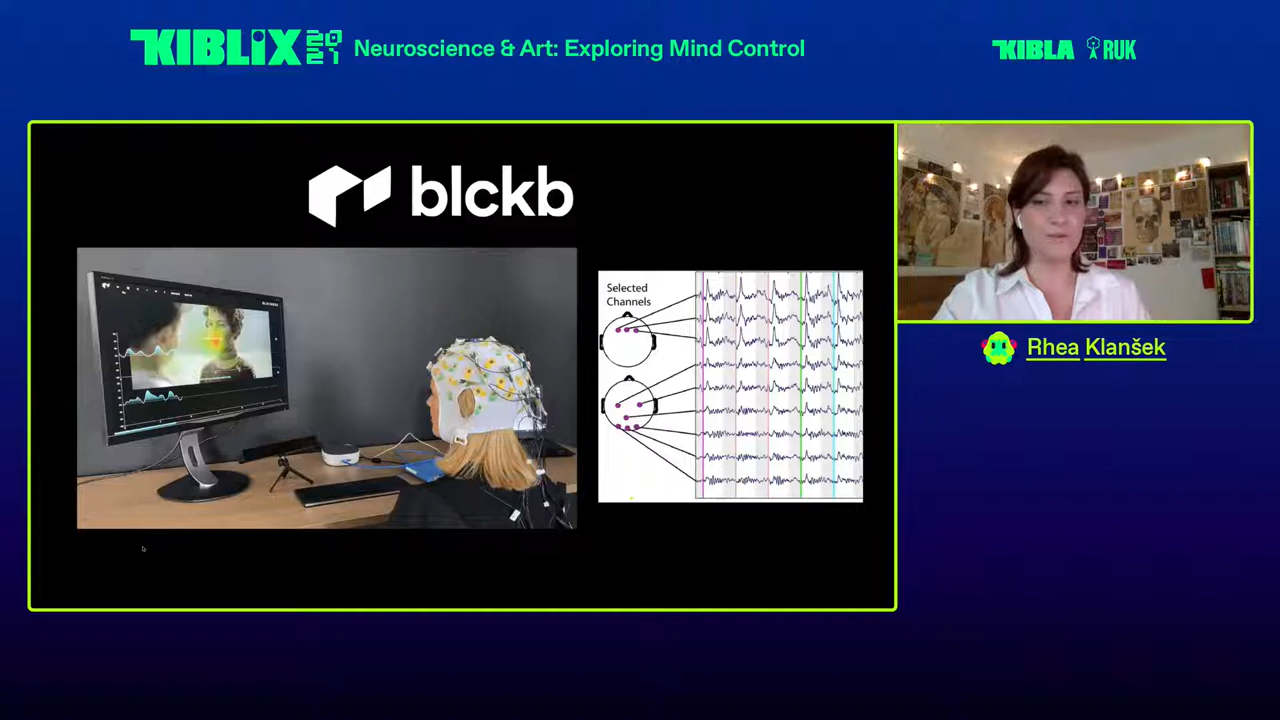 KIBLIX 2021
Neuroscience & Art: Exploring Mind Control
KIBLA RUK
blckb
Selected
Channels
Rhea Klanšek